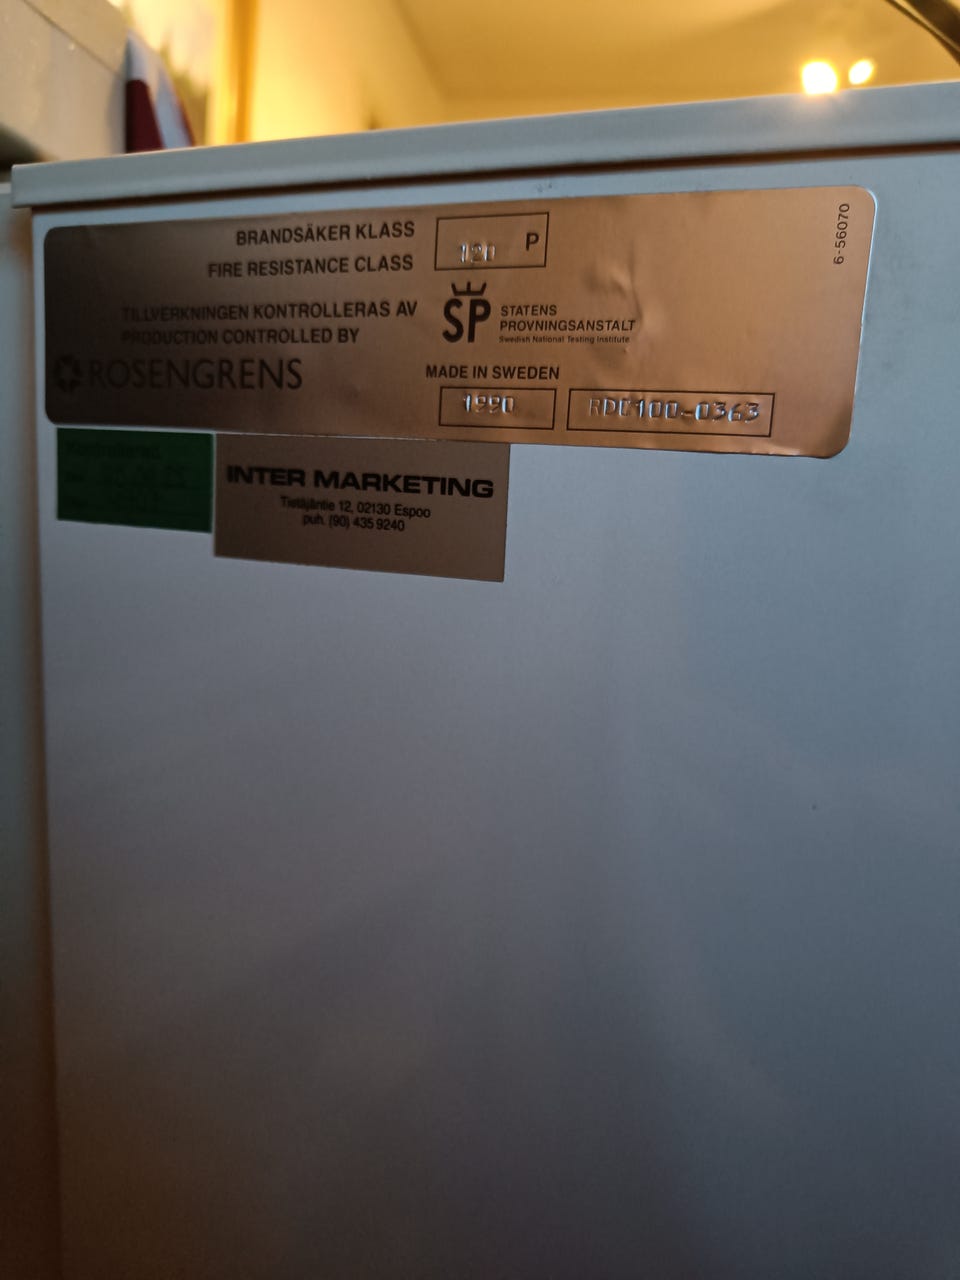 BRANDSÄKER KLASS
FIRE RESISTANCE CLASS
120 P
6-56070
TILLVERKNINGEN KONTROLLERAS AV
PRODUCTION CONTROLLED BY
SP
STATENS
PROVNINGSANSTALT
Swedish National Testing Institute
ROSENGRENS
MADE IN SWEDEN
1990
RDC100-0363
Kontrollerad
INTER MARKETING
Tietäjäntie 12, 02130 Espoo
puh. (90) 435 9240